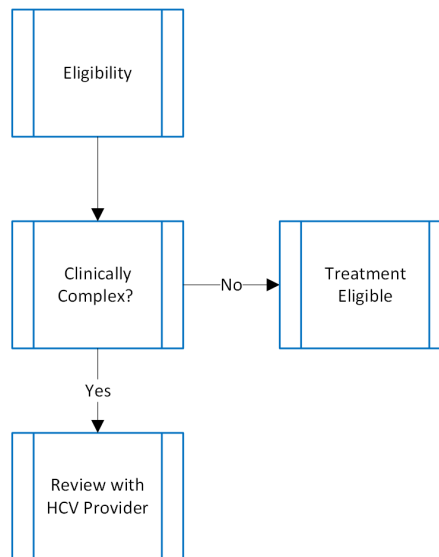 Eligibility
Clinically
Complex?
No
Treatment
Eligible
Yes
Review with
HCV Provider